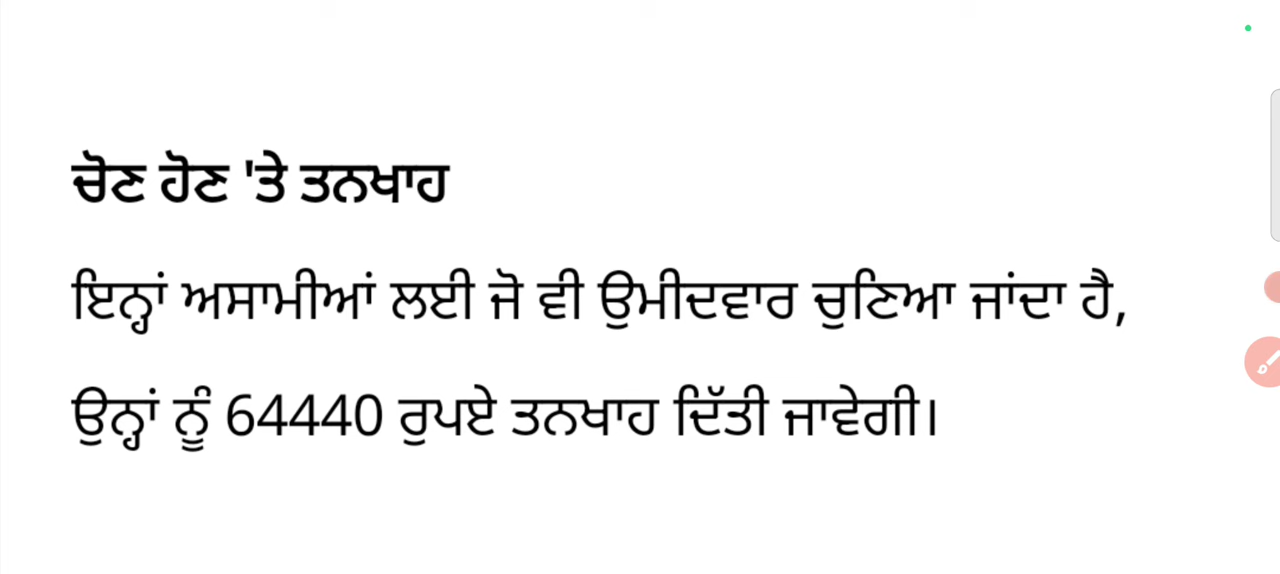 ਚੋਣ ਹੋਣ 'ਤੇ ਤਨਖਾਹ
ਇਨ੍ਹਾਂ ਅਸਾਮੀਆਂ ਲਈ ਜੋ ਵੀ ਉਮੀਦਵਾਰ ਚੁਣਿਆ ਜਾਂਦਾ ਹੈ,
ਉਨ੍ਹਾਂ ਨੂੰ 64440 ਰੁਪਏ ਤਨਖਾਹ ਦਿੱਤੀ ਜਾਵੇਗੀ।